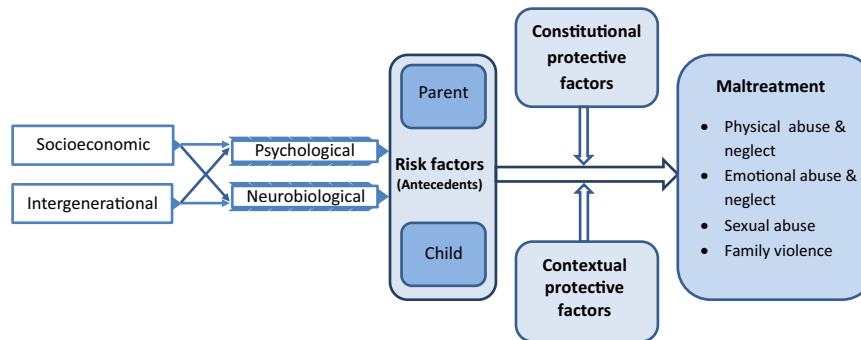 Socioeconomic
Intergenerational
Psychological
Neurobiological
Parent
Risk factors
(Antecedents)
Child
Constitutional
protective
factors
Contextual
protective
factors
Maltreatment
• Physical abuse &
neglect
• Emotional abuse &
neglect
• Sexual abuse
• Family violence